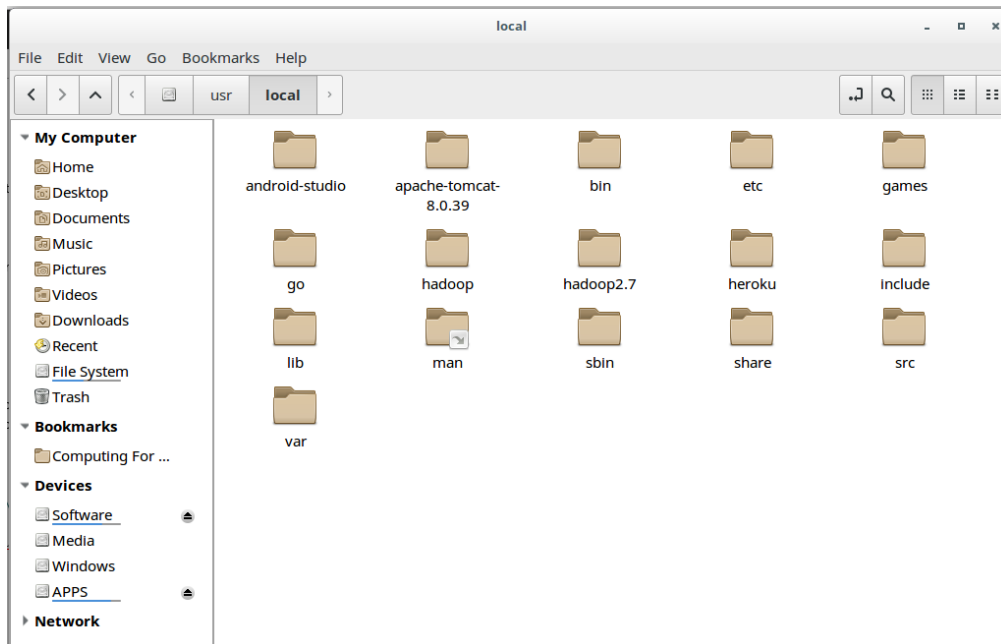 local
File Edit View Go Bookmarks Help
usr local
My Computer
Home
Desktop
Documents
Music
Pictures
Videos
Downloads
Recent
File System
Trash
Bookmarks
Computing For ...
Devices
Software
Media
Windows
APPS
Network
android-studio
apache-tomcat-
8.0.39
bin
etc
games
go
hadoop
hadoop2.7
heroku
include
lib
man
sbin
share
src
var